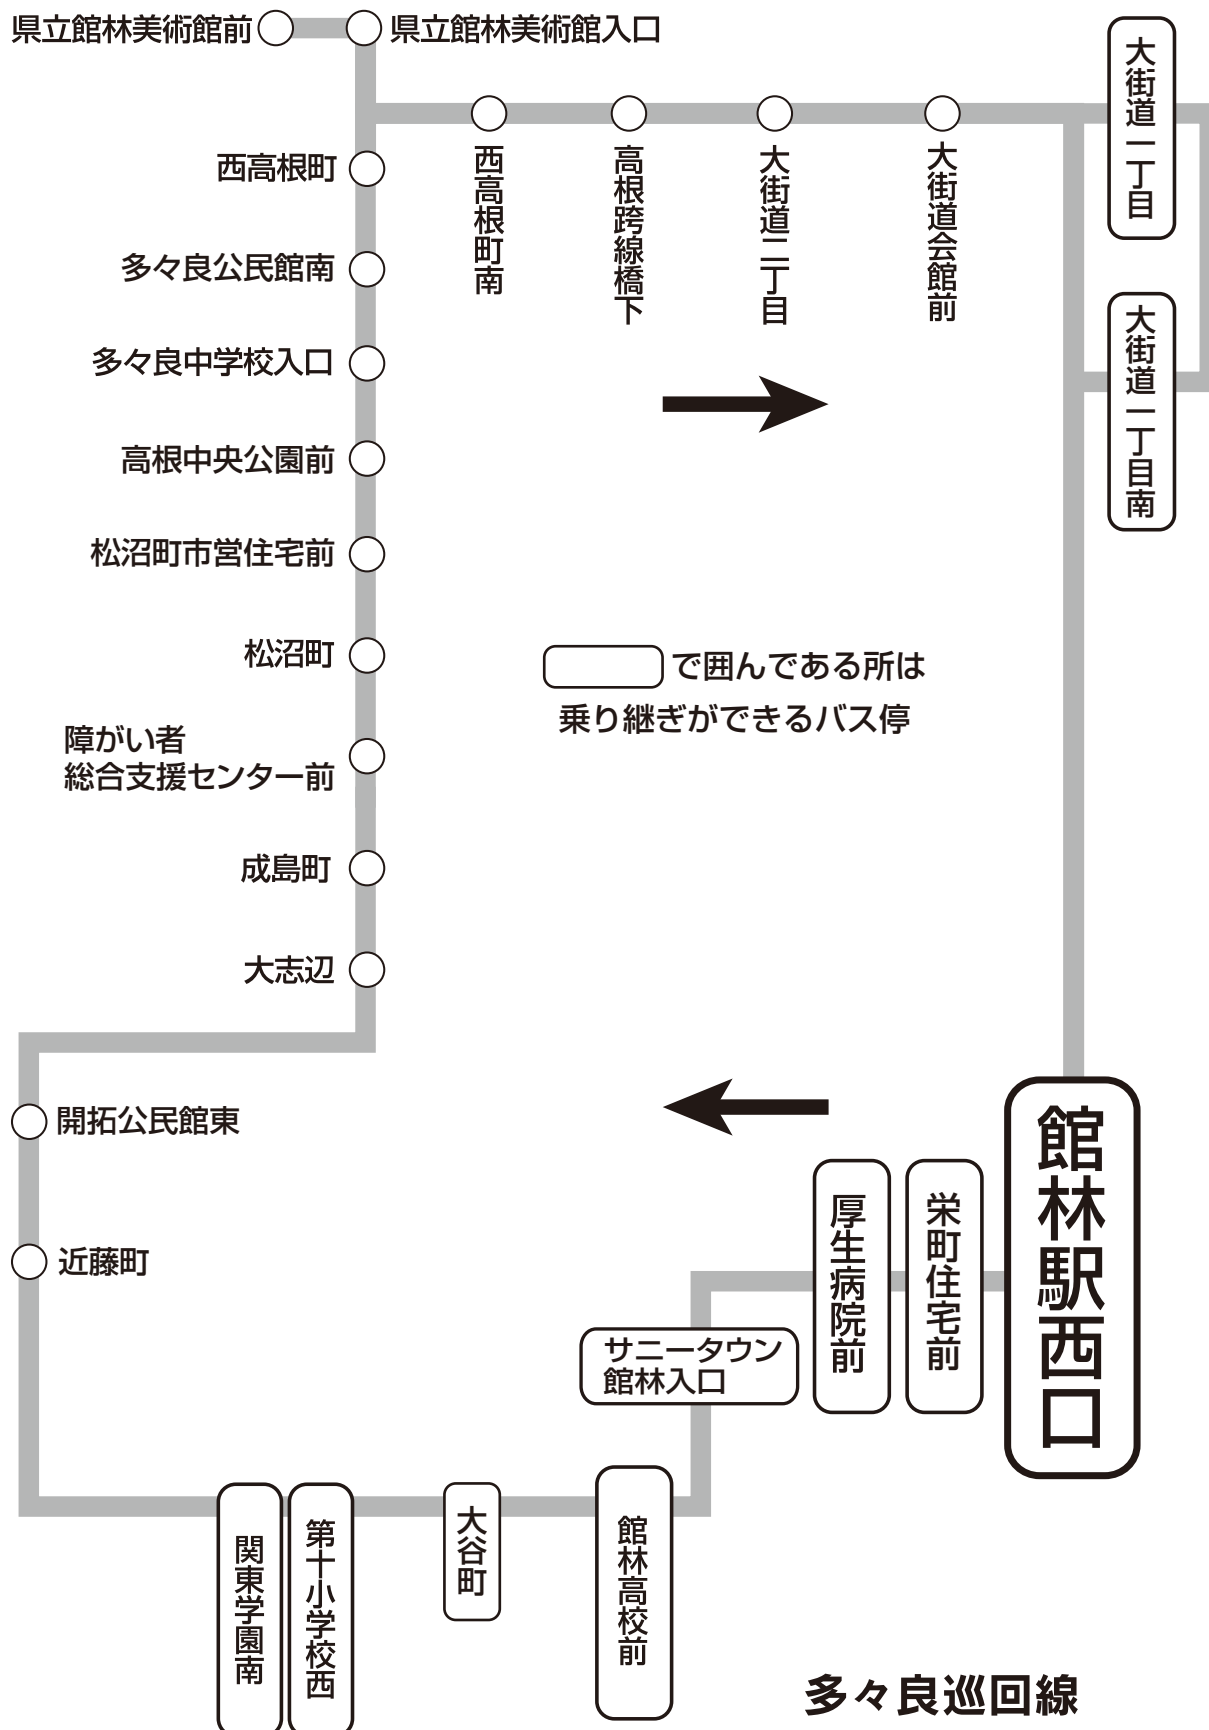 県立館林美術館前
県立館林美術館入口
大街道一丁目
西高根町
西高根町南
高根跨線橋下
大街道二丁目
大街道会館前
多々良公民館南
大街道一丁目南
多々良中学校入口
高根中央公園前
松沼町市営住宅前
松沼町
で囲んである所は
乗り継ぎができるバス停
障がい者
総合支援センター前
成島町
大志辺
開拓公民館東
近藤町
館林駅西口
栄町住宅前
厚生病院前
サニータウン
館林入口
館林高校前
大谷町
第十小学校西
関東学園南
多々良巡回線